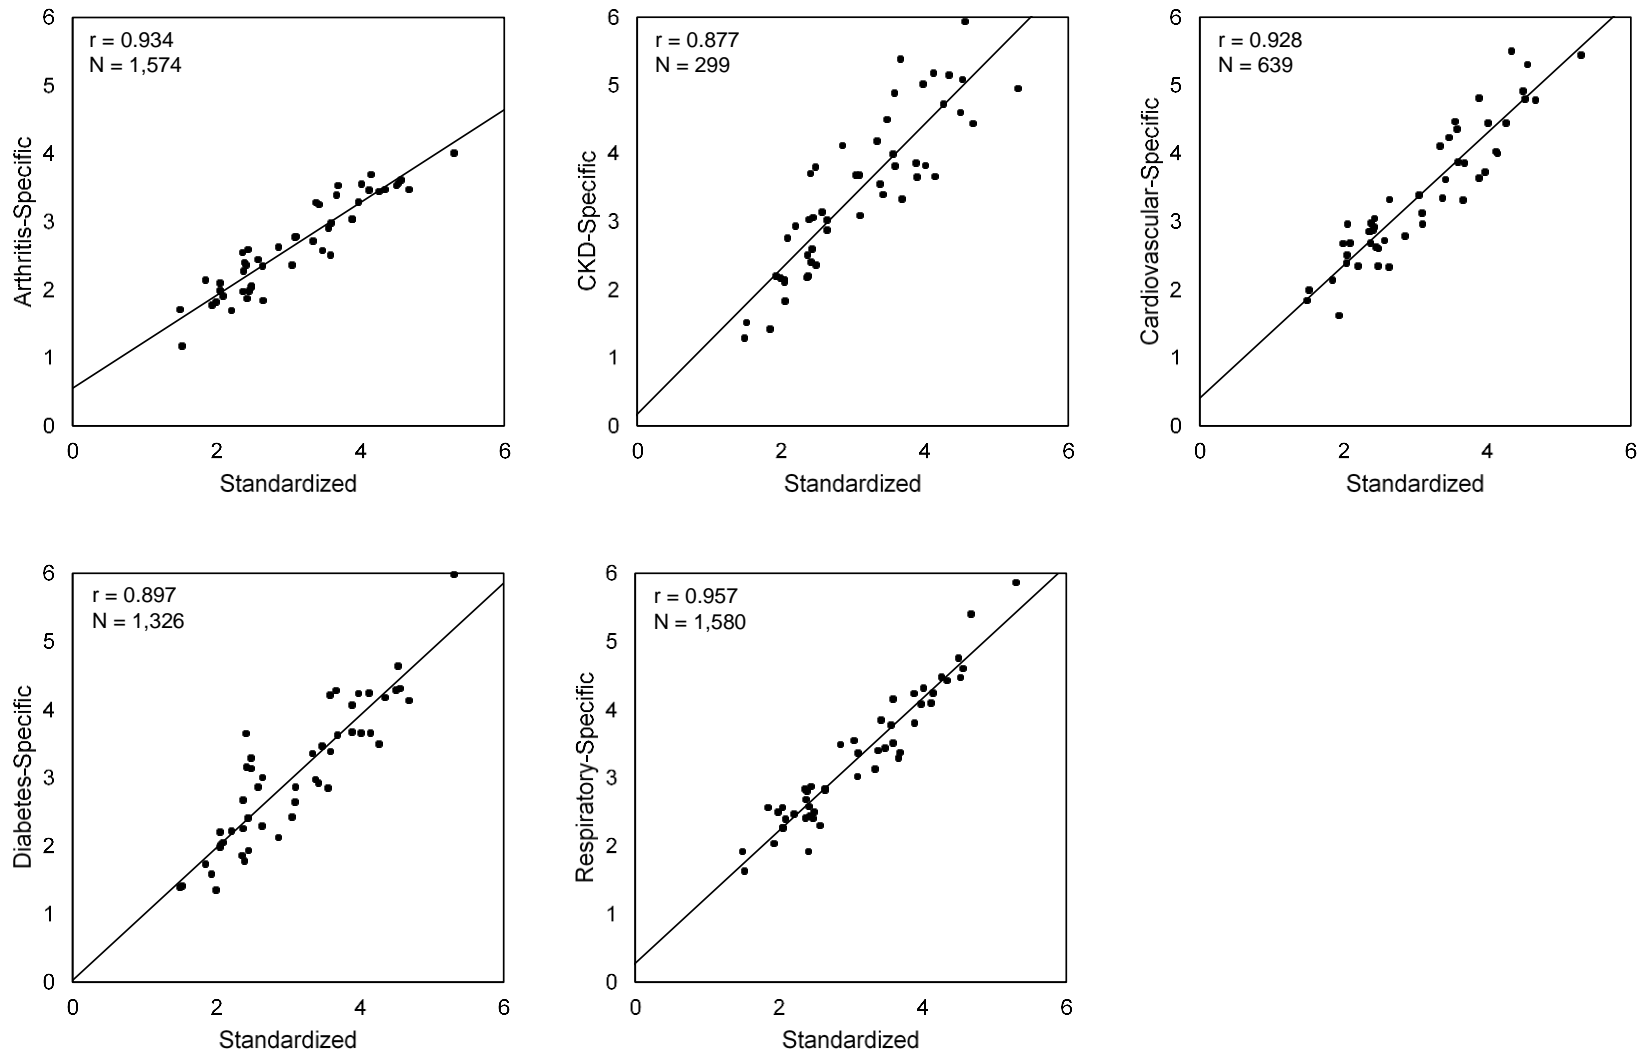 r = 0.934
N = 1,574
6
5
4
3
2
1
0
Arthritis-Specific
0 2 4 6
Standardized
r = 0.877
N = 299
6
5
4
3
2
1
0
CKD-Specific
0 2 4 6
Standardized
r = 0.928
N = 639
6
5
4
3
2
1
0
Cardiovascular-Specific
0 2 4 6
Standardized
r = 0.897
N = 1,326
6
5
4
3
2
1
0
Diabetes-Specific
0 2 4 6
Standardized
r = 0.957
N = 1,580
6
5
4
3
2
1
0
Respiratory-Specific
0 2 4 6
Standardized